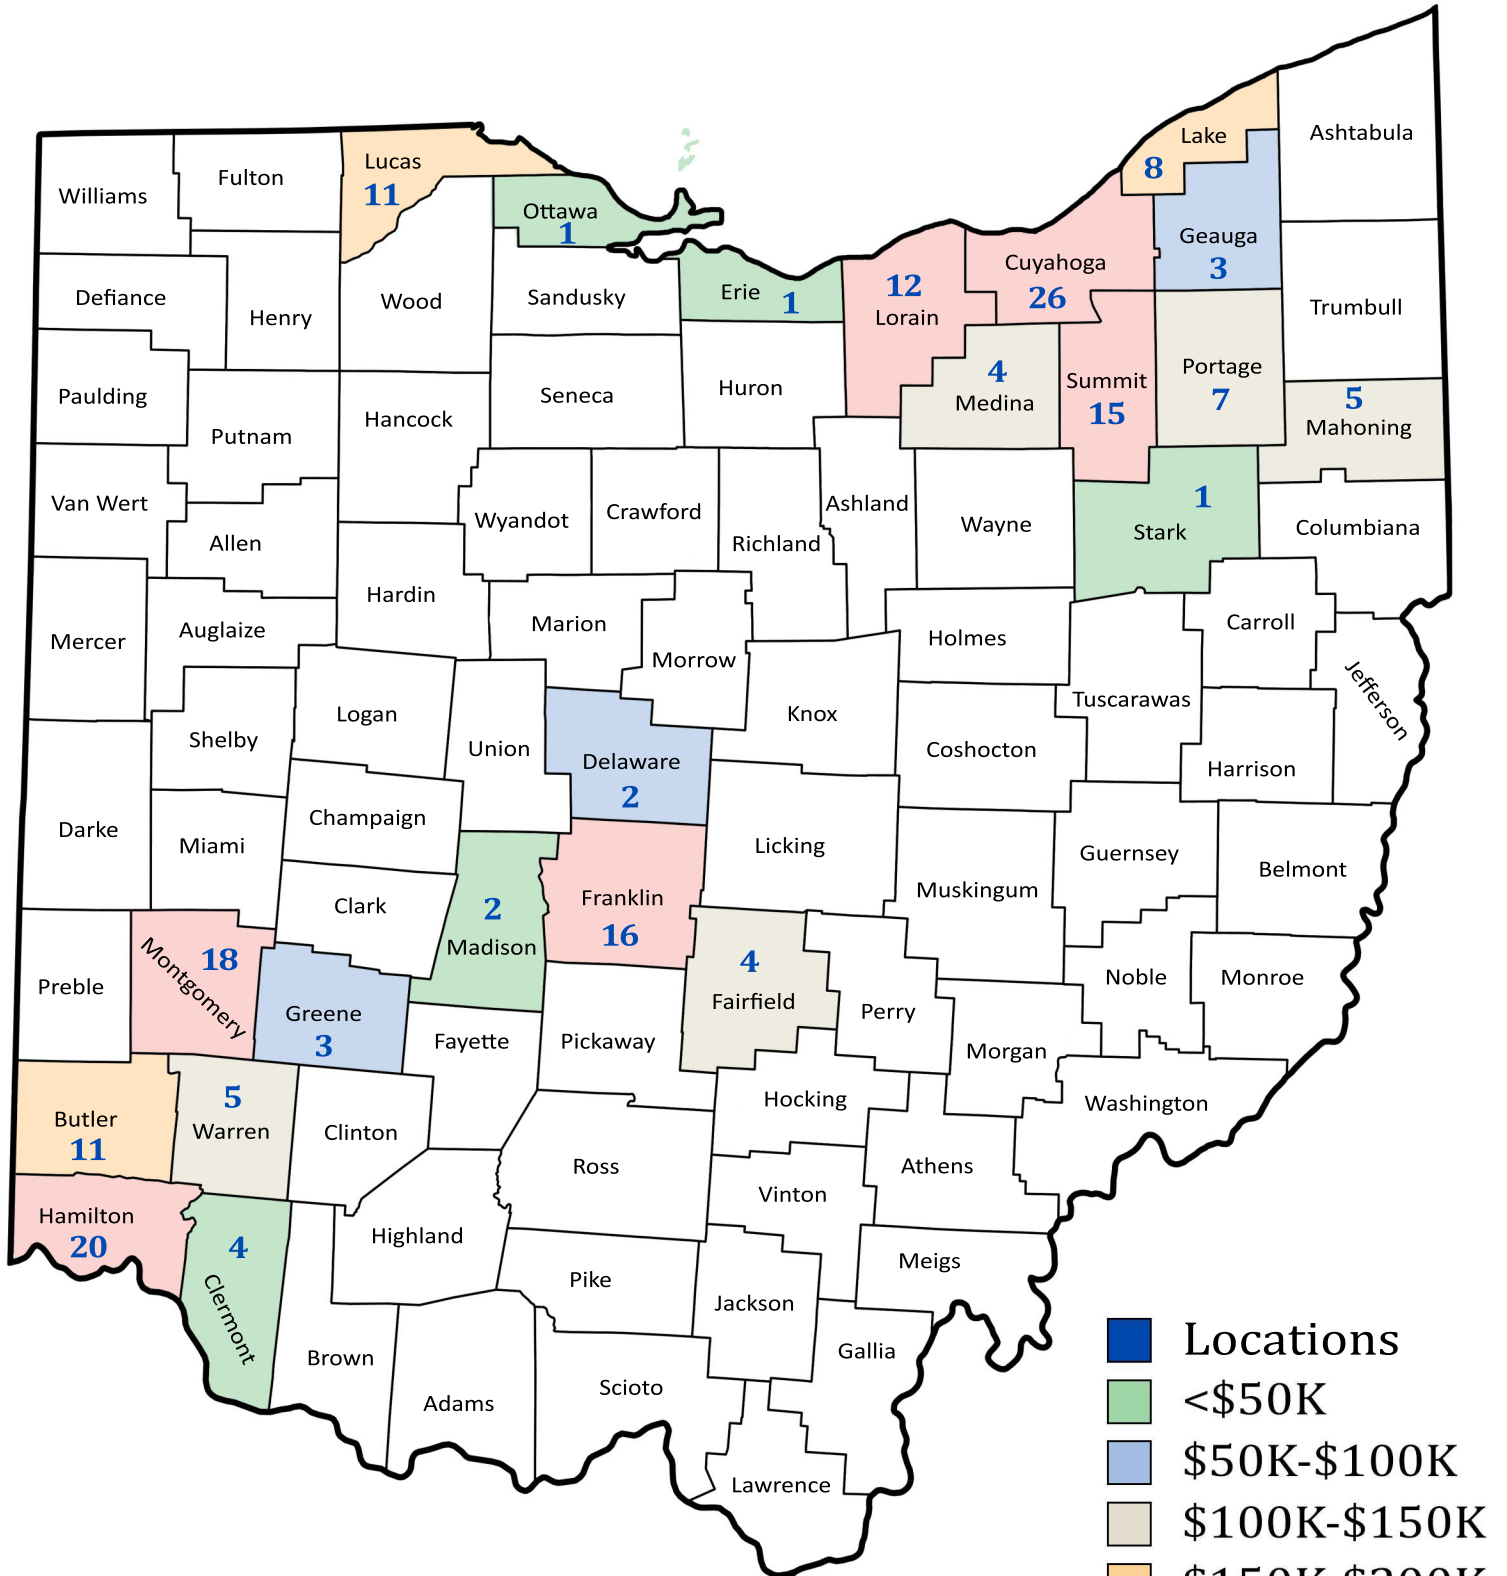 Ashtabula
Lake
8
Lucas
11
Fulton
Williams
Ottawa
1
Geauga
3
Cuyahoga
26
12
Lorain
Erie
1
Sandusky
Wood
Defiance
Henry
Trumbull
Portage
7
4
Medina
Summit
15
5
Mahoning
Huron
Seneca
Paulding
Hancock
Putnam
Van Wert
Allen
Wyandot
Crawford
Richland
Ashland
Wayne
1
Stark
Columbiana
Hardin
Marion
Morrow
Mercer
Auglaize
Holmes
Carroll
Jefferson
Tuscarawas
Knox
Logan
Shelby
Union
Delaware
2
Coshocton
Harrison
Champaign
Darke
Miami
Licking
Guernsey
Belmont
Muskingum
Clark
2
Madison
Franklin
16
18
Montgomery
Preble
4
Fairfield
Noble
Monroe
Greene
3
Fayette
Pickaway
Perry
Morgan
Hocking
Washington
Butler
11
5
Warren
Clinton
Ross
Athens
Vinton
Hamilton
20
4
Clermont
Highland
Pike
Meigs
Jackson
Gallia
Brown
Adams
Scioto
Lawrence
Locations
<$50K
$50K-$100K
$100K-$150K
$150K-$200K